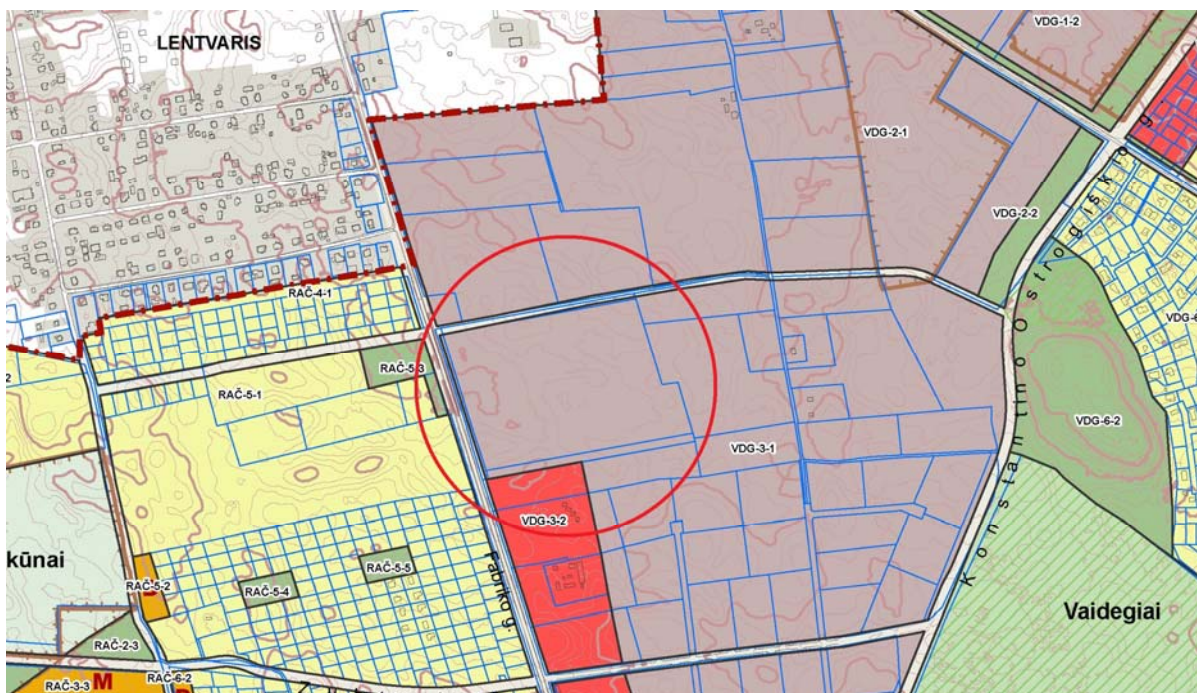 VDG-1-2
LENTVARIS
VDG-2-1
VDG-2-2
RAČ-4-1
VDG-6
RAČ-5-3
RAČ-5-1
VDG-6-2
VDG-3-1
Konstantino Ostrogiškio g.
VDG-3-2
kūnai
RAČ-5-2
RAČ-5-5
RAČ-5-4
Fabriko g.
Vaidegiai
RAČ-2-3
RAČ-6-2
RAČ-3-3
M